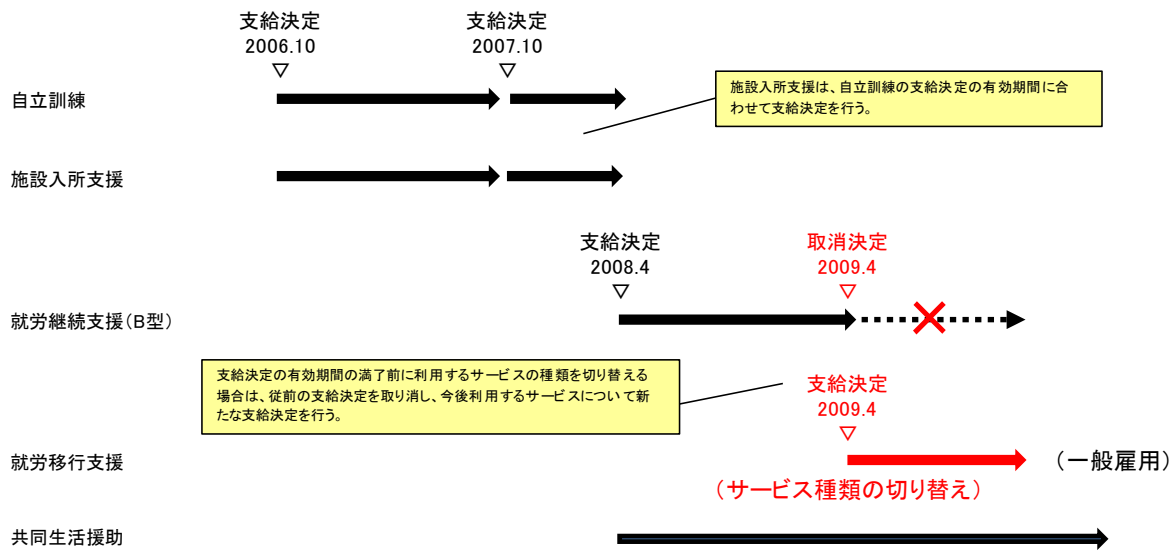 支給決定
2006.10
▽
支給決定
2007.10
▽
自立訓練
施設入所支援は、自立訓練の支給決定の有効期間に合
わせて支給決定を行う。
施設入所支援
支給決定
2008.4
▽
取消決定
2009.4
▽
就労継続支援(B型)
支給決定の有効期間の満了前に利用するサービスの種類を切り替える
場合は、従前の支給決定を取り消し、今後利用するサービスについて新
たな支給決定を行う。
支給決定
2009.4
▽
就労移行支援
(一般雇用)
(サービス種類の切り替え)
共同生活援助